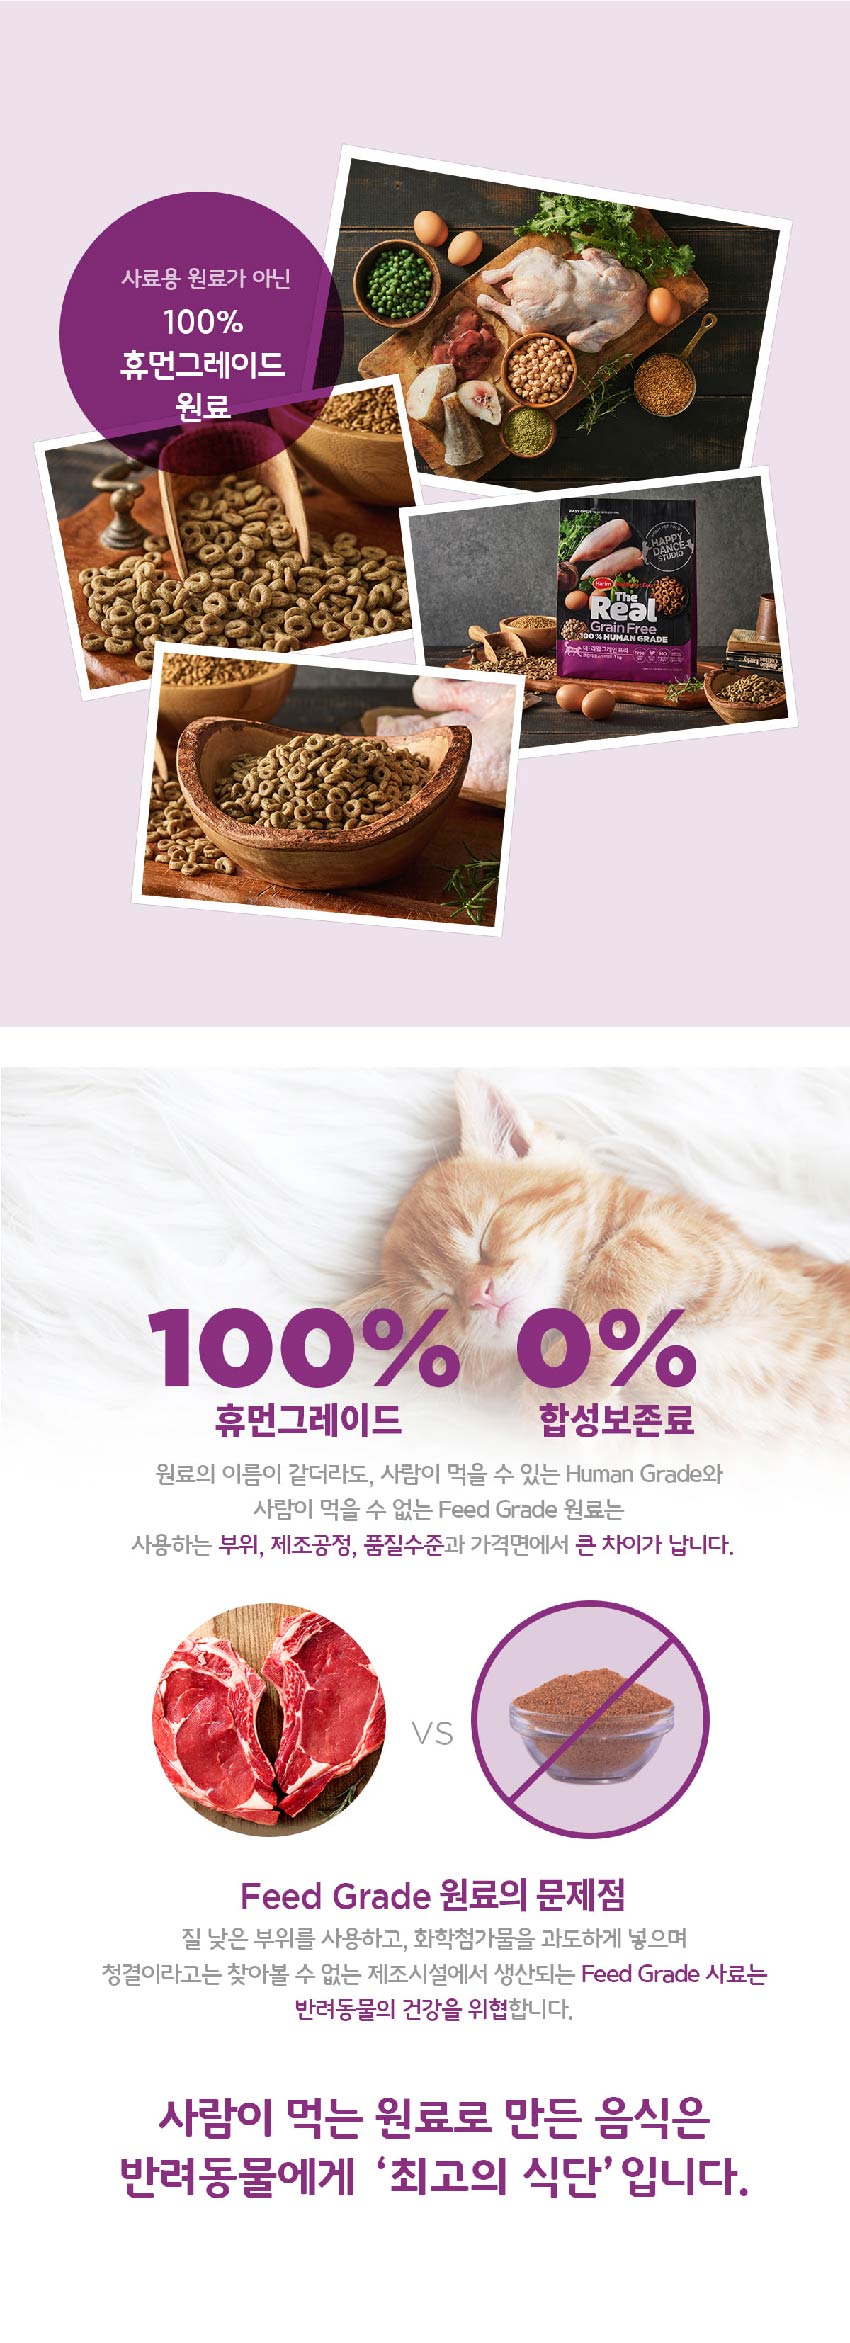 사료용 원료가 아닌
100%
휴먼그레이드
원료
HAPPY
DANCE
STUDIO
Harim
The
Real
Grain Free
100% HUMAN GRADE
100% 0%
휴먼그레이드 합성보존료
원료의 이름이 같더라도, 사람이 먹을 수 있는 Human Grade와
사람이 먹을 수 없는 Feed Grade 원료는
사용하는 부위, 제조공정, 품질수준과 가격면에서 큰 차이가 납니다.
VS
Feed Grade 원료의 문제점
질 낮은 부위를 사용하고, 화학첨가물을 과도하게 넣으며
청결이라고는 찾아볼 수 없는 제조시설에서 생산되는 Feed Grade 사료는
반려동물의 건강을 위협합니다.
사람이 먹는 원료로 만든 음식은
반려동물에게 ‘최고의 식단’입니다.